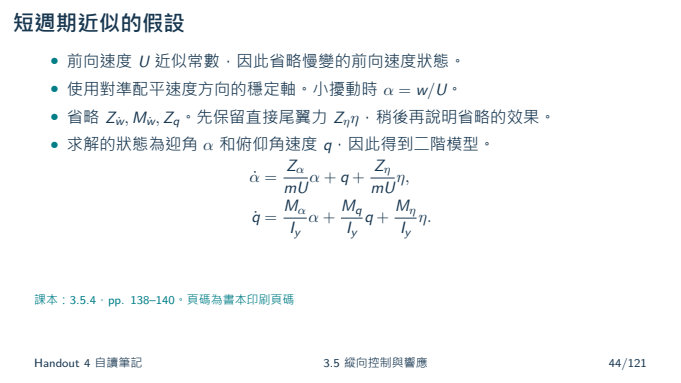 短週期近似的假設
• 前向速度 U 近似常數，因此省略慢變的前向速度狀態。
• 使用對準配平速度方向的穩定軸。小擾動時 α = w/U。
• 省略 Z_ẇ, M_ẇ, Z_q。先保留直接尾翼力 Z_η η，稍後再說明省略的效果。
• 求解的狀態為迎角 α 和俯仰角速度 q，因此得到二階模型。
α̇ = Z_α/mU α + q + Z_η/mU η,
q̇ = M_α/I_y α + M_q/I_y q + M_η/I_y η.
課本：3.5.4，pp. 138–140。頁碼為書本印刷頁碼
Handout 4 自讀筆記 3.5 縱向控制與響應 44/121